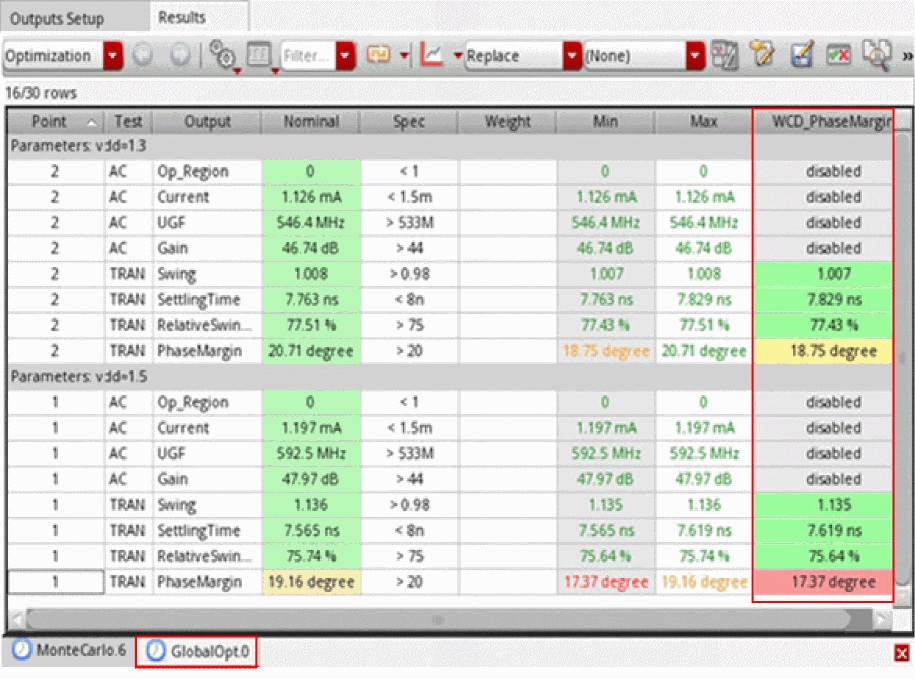 Outputs Setup Results
Optimization Filter... Replace (None) »
16/30 rows
Point Test Output Nominal Spec Weight Min Max WCD_PhaseMargin
Parameters: vdd=1.3
2 AC Op_Region 0 < 1 0 0 disabled
2 AC Current 1.126 mA < 1.5m 1.126 mA 1.126 mA disabled
2 AC UGF 546.4 MHz > 533M 546.4 MHz 546.4 MHz disabled
2 AC Gain 46.74 dB > 44 46.74 dB 46.74 dB disabled
2 TRAN Swing 1.008 > 0.98 1.007 1.008 1.007
2 TRAN SettlingTime 7.763 ns < 8n 7.763 ns 7.829 ns 7.829 ns
2 TRAN RelativeSwin... 77.51 % > 75 77.43 % 77.51 % 77.43 %
2 TRAN PhaseMargin 20.71 degree > 20 18.75 degree 20.71 degree 18.75 degree
Parameters: vdd=1.5
1 AC Op_Region 0 < 1 0 0 disabled
1 AC Current 1.197 mA < 1.5m 1.197 mA 1.197 mA disabled
1 AC UGF 592.5 MHz > 533M 592.5 MHz 592.5 MHz disabled
1 AC Gain 47.97 dB > 44 47.97 dB 47.97 dB disabled
1 TRAN Swing 1.136 > 0.98 1.135 1.136 1.135
1 TRAN SettlingTime 7.565 ns < 8n 7.565 ns 7.619 ns 7.619 ns
1 TRAN RelativeSwin... 75.74 % > 75 75.64 % 75.74 % 75.64 %
1 TRAN PhaseMargin 19.16 degree > 20 17.37 degree 19.16 degree 17.37 degree
MonteCarlo.6 GlobalOpt.0